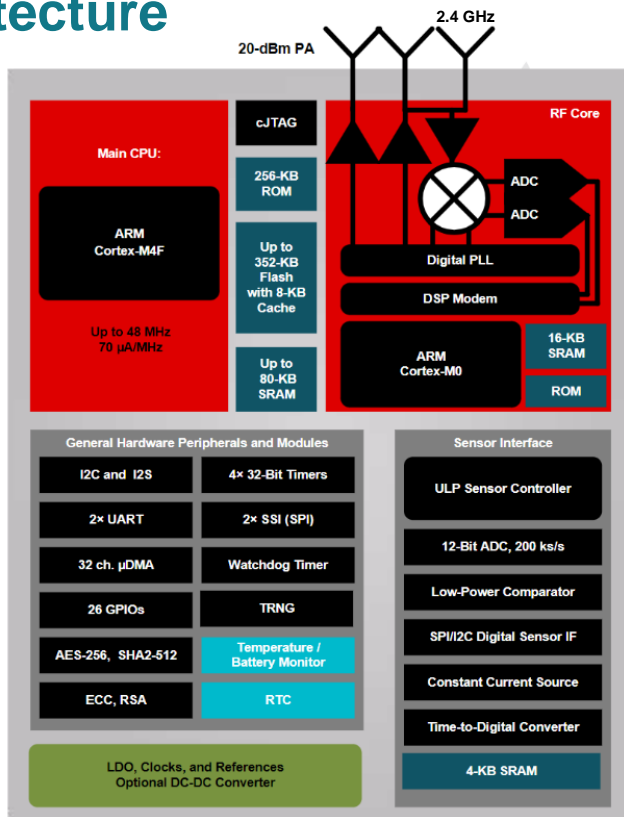 tecture
2.4 GHz
20-dBm PA
Main CPU:
ARM
Cortex-M4F
Up to 48 MHz
70 µA/MHz
cJTAG
256-KB
ROM
Up to
352-KB
Flash
with 8-KB
Cache
Up to
80-KB
SRAM
RF Core
ADC
ADC
Digital PLL
DSP Modem
ARM
Cortex-M0
16-KB
SRAM
ROM
General Hardware Peripherals and Modules
I2C and I2S
4× 32-Bit Timers
2× UART
2× SSI (SPI)
32 ch. µDMA
Watchdog Timer
26 GPIOs
TRNG
AES-256, SHA2-512
Temperature /
Battery Monitor
ECC, RSA
RTC
LDO, Clocks, and References
Optional DC-DC Converter
Sensor Interface
ULP Sensor Controller
12-Bit ADC, 200 ks/s
Low-Power Comparator
SPI/I2C Digital Sensor IF
Constant Current Source
Time-to-Digital Converter
4-KB SRAM